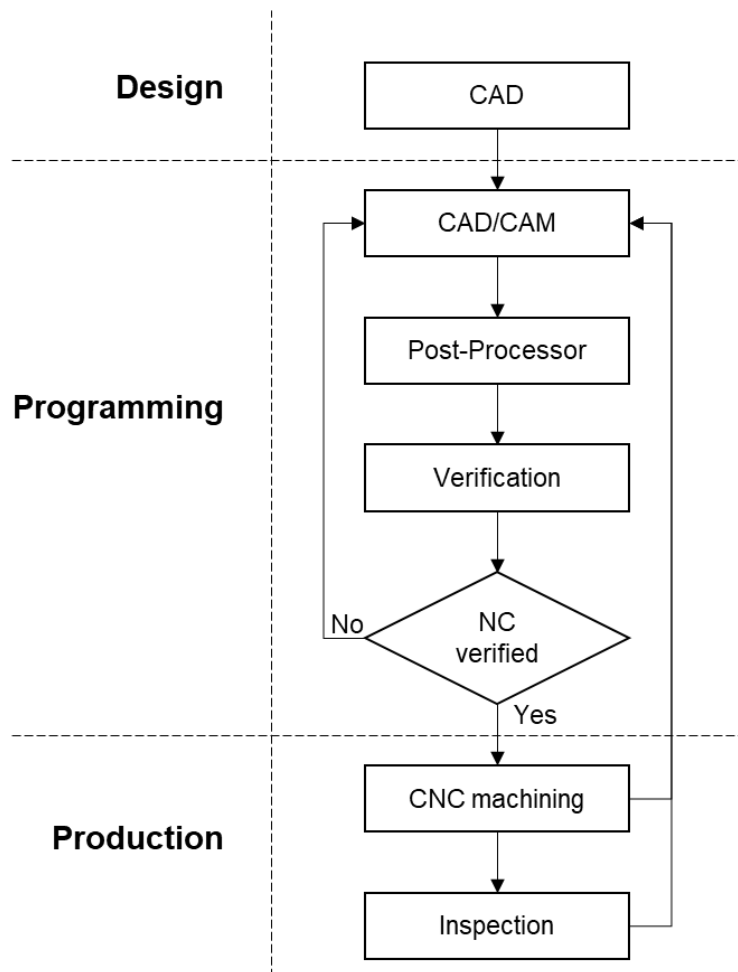 Design
CAD
CAD/CAM
Post-Processor
Programming
Verification
NC
verified
No
Yes
CNC machining
Production
Inspection